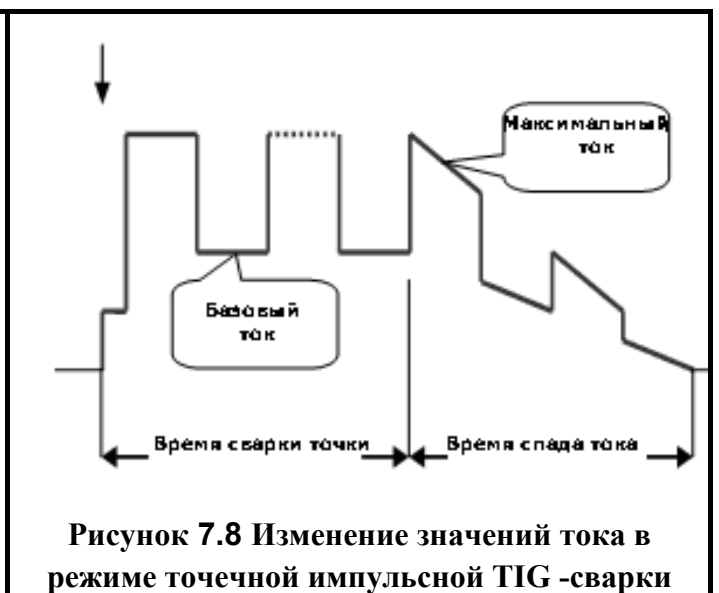 Максимальный
ток
Базовый
ток
Время сварки точки
Время спада тока
Рисунок 7.8 Изменение значений тока в
режиме точечной импульсной TIG -сварки